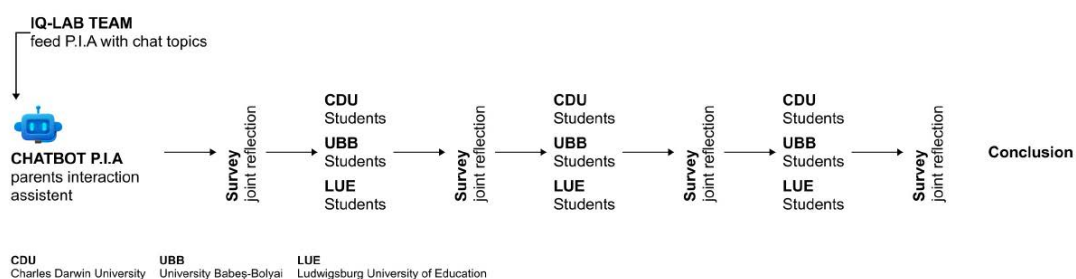 IQ-LAB TEAM
feed P.I.A with chat topics
CHATBOT P.I.A
parents interaction
assistent
Survey
joint reflection
CDU
Students
UBB
Students
LUE
Students
Survey
joint reflection
CDU
Students
UBB
Students
LUE
Students
Survey
joint reflection
CDU
Students
UBB
Students
LUE
Students
Survey
joint reflection
Conclusion
CDU
Charles Darwin University
UBB
University Babeș-Bolyai
LUE
Ludwigsburg University of Education